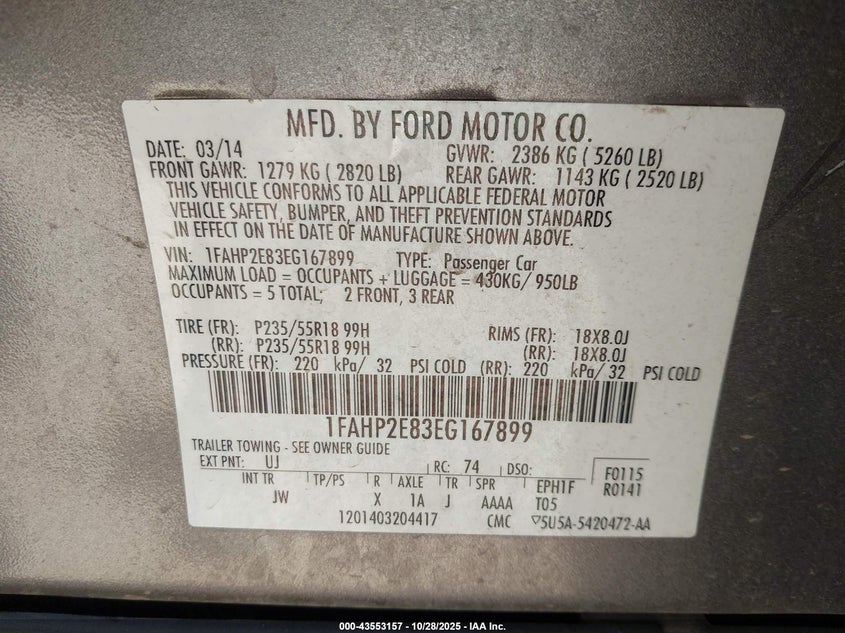 MFD. BY FORD MOTOR CO.
DATE: 03/14 GVWR: 2386 KG ( 5260 LB)
FRONT GAWR: 1279 KG ( 2820 LB) REAR GAWR: 1143 KG ( 2520 LB)
THIS VEHICLE CONFORMS TO ALL APPLICABLE FEDERAL MOTOR
VEHICLE SAFETY, BUMPER, AND THEFT PREVENTION STANDARDS
IN EFFECT ON THE DATE OF MANUFACTURE SHOWN ABOVE.
VIN: 1FAHP2E83EG167899 TYPE: Passenger Car
MAXIMUM LOAD = OCCUPANTS + LUGGAGE = 430KG/ 950LB
OCCUPANTS = 5 TOTAL; 2 FRONT, 3 REAR
TIRE (FR): P235/55R18 99H RIMS (FR): 18X8.0J
(RR): P235/55R18 99H (RR): 18X8.0J
PRESSURE (FR): 220 kPa/ 32 PSI COLD (RR): 220 kPa/ 32 PSI COLD
1FAHP2E83EG167899
TRAILER TOWING - SEE OWNER GUIDE
EXT PNT: UJ RC: 74 DSO: F0115
INT TR TP/PS R AXLE TR SPR EPH1F R0141
JW X 1A J AAAA T05
1201403204417 CMC ▽5U5A-5420472-AA
000-43553157 - 10/28/2025 - IAA Inc.